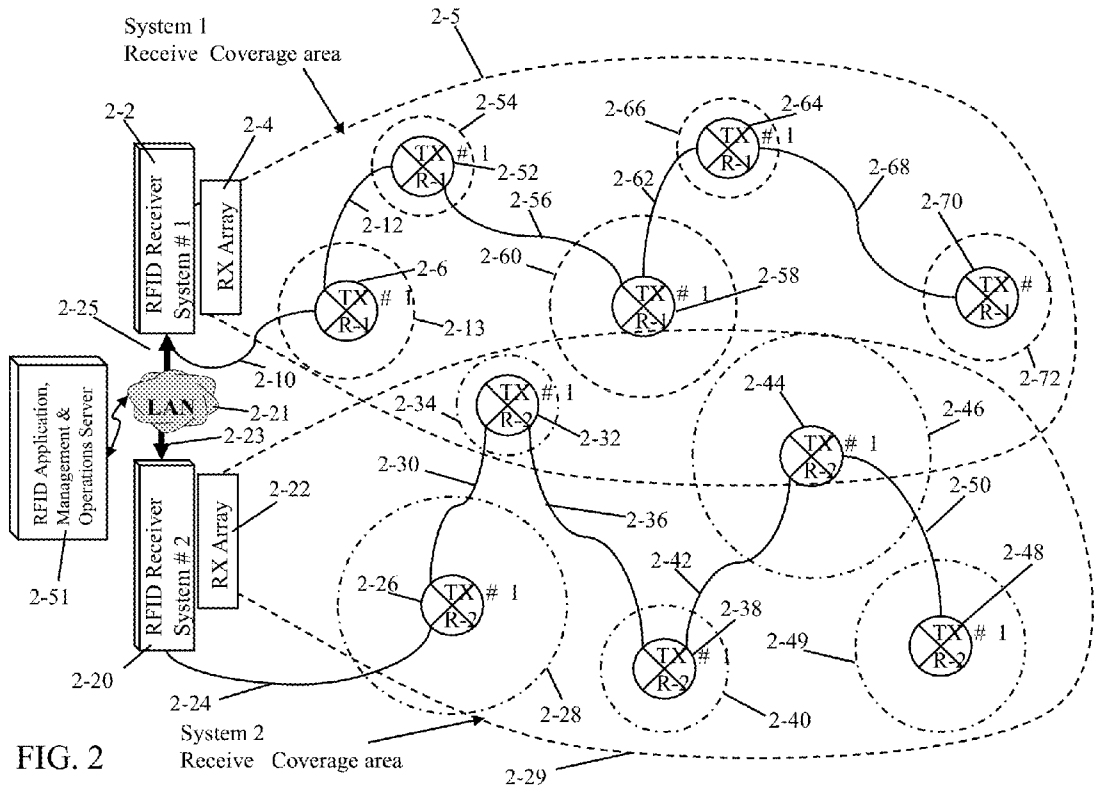 System 1
Receive Coverage area
2-5
2-2
2-4
2-54
2-66
2-64
TX
R-1
# 1
2-52
TX
R-1
# 1
2-12
2-56
2-62
2-68
2-70
RFID Receiver
System # 1
RX Array
2-6
2-60
TX
R-1
# 1
2-13
TX
R-1
# 1
2-58
TX
R-1
# 1
2-72
2-25
2-10
LAN
2-21
2-23
2-34
TX
R-2
# 1
2-32
2-44
2-46
TX
R-2
# 1
RFID Application,
Management &
Operations Server
2-51
RFID Receiver
System # 2
RX Array
2-22
2-30
2-36
2-50
2-26
TX
R-2
# 1
2-42
2-38
2-48
TX
R-2
# 1
2-49
TX
R-2
# 1
2-20
2-24
2-28
2-40
System 2
Receive Coverage area
2-29
FIG. 2